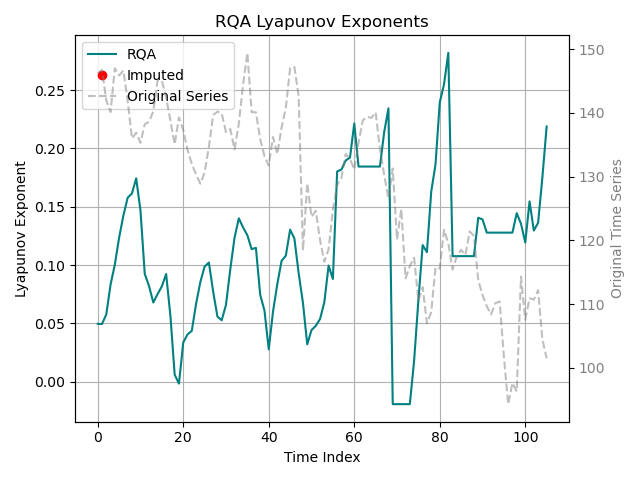 RQA Lyapunov Exponents
RQA
Imputed
Original Series
Lyapunov Exponent
0.25
0.20
0.15
0.10
0.05
0.00
150
140
130
120
110
100
Original Time Series
0
20
40
60
80
100
Time Index